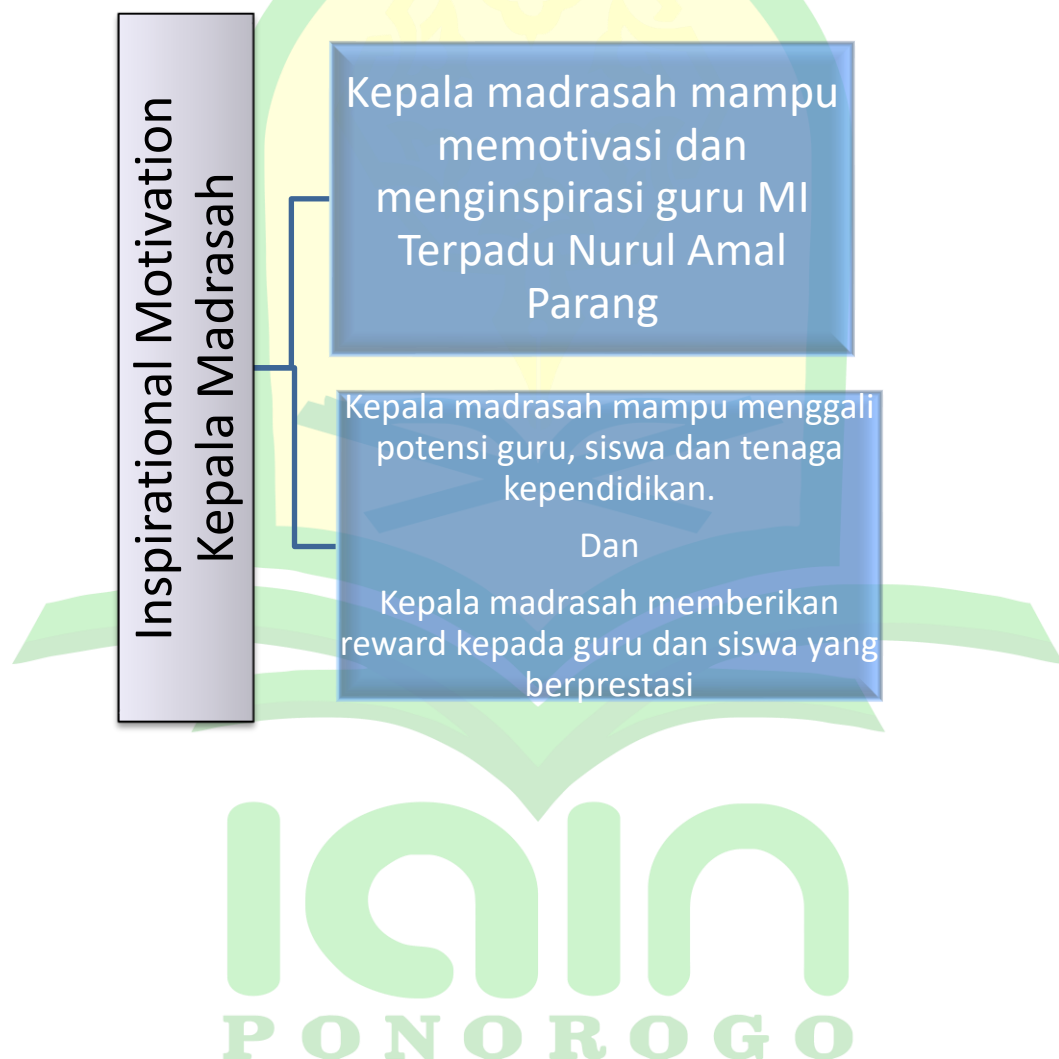 Inspirational Motivation
Kepala Madrasah
Kepala madrasah mampu
memotivasi dan
menginspirasi guru MI
Terpadu Nurul Amal
Parang
Kepala madrasah mampu menggali
potensi guru, siswa dan tenaga
kependidikan.
Dan
Kepala madrasah memberikan
reward kepada guru dan siswa yang
berprestasi
iain
PONOROGO